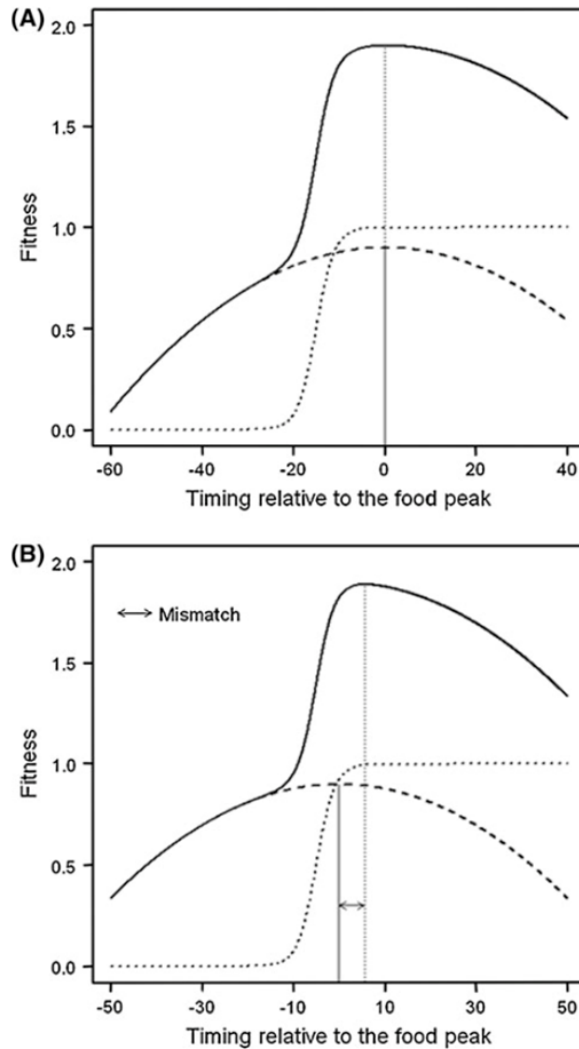 (A)
2.0
1.5
1.0
0.5
0.0
Fitness
-60 -40 -20 0 20 40
Timing relative to the food peak
(B)
2.0
Mismatch
1.5
1.0
0.5
0.0
Fitness
-50 -30 -10 10 30 50
Timing relative to the food peak